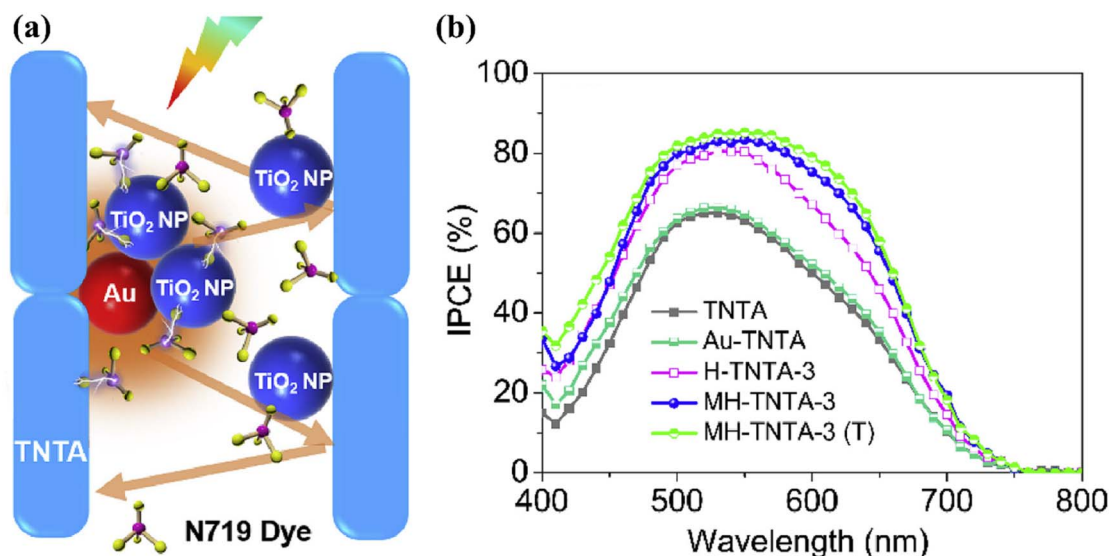 (a)
TiO₂ NP
TiO₂ NP
TiO₂ NP
Au
TiO₂ NP
TNTA
N719 Dye
(b)
100
80
60
40
20
0
IPCE (%)
TNTA
Au-TNTA
H-TNTA-3
MH-TNTA-3
MH-TNTA-3 (T)
400
500
600
700
800
Wavelength (nm)